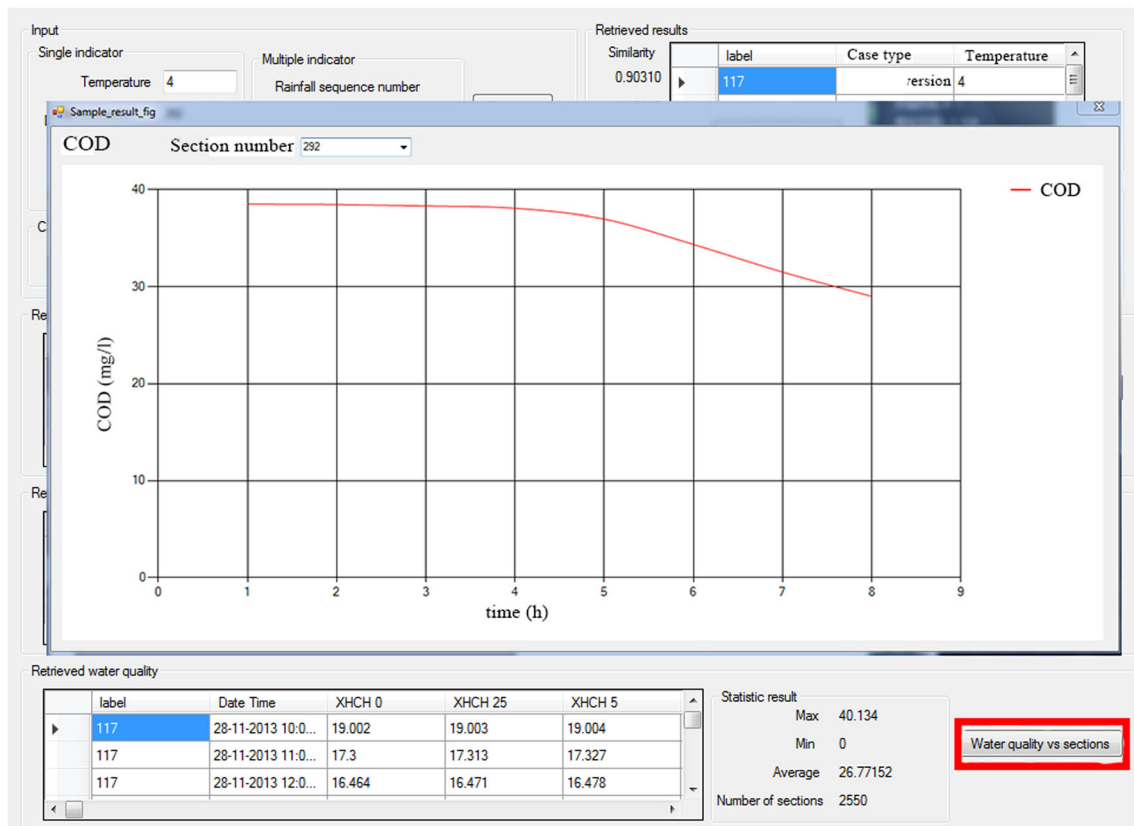 Input
Single indicator
Temperature 4
Multiple indicator
Rainfall sequence number
Retrieved results
Similarity
0.90310
label Case type Temperature
117 version 4
Sample_result_fig
COD Section number 292
40
30
20
10
0
COD (mg/l)
0 1 2 3 4 5 6 7 8 9
time (h)
COD
C
Re
Re
Retrieved water quality
label Date Time XHCH 0 XHCH 25 XHCH 5
117 28-11-2013 10:0... 19.002 19.003 19.004
117 28-11-2013 11:0... 17.3 17.313 17.327
117 28-11-2013 12:0... 16.464 16.471 16.478
Statistic result
Max 40.134
Min 0
Average 26.77152
Number of sections 2550
Water quality vs sections